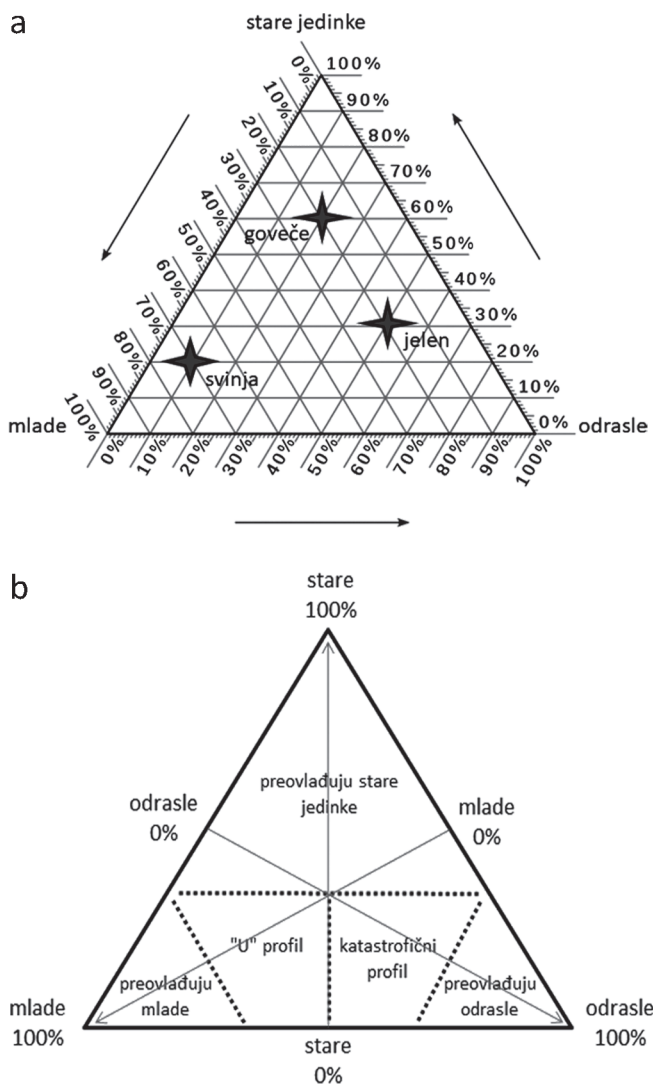 a
stare jedinke
0%
100%
10%
90%
20%
80%
30%
70%
40%
60%
goveče
50%
50%
60%
40%
70%
30%
jelen
80%
20%
svinja
90%
10%
100%
0%
mlade
odrasle
0%
10%
20%
30%
40%
50%
60%
70%
80%
90%
100%
b
stare
100%
preovlađuju stare
jedinke
odrasle
0%
mlade
0%
"U" profil
katastrofični
profil
preovlađuju
mlade
preovlađuju
odrasle
mlade
100%
odrasle
100%
stare
0%